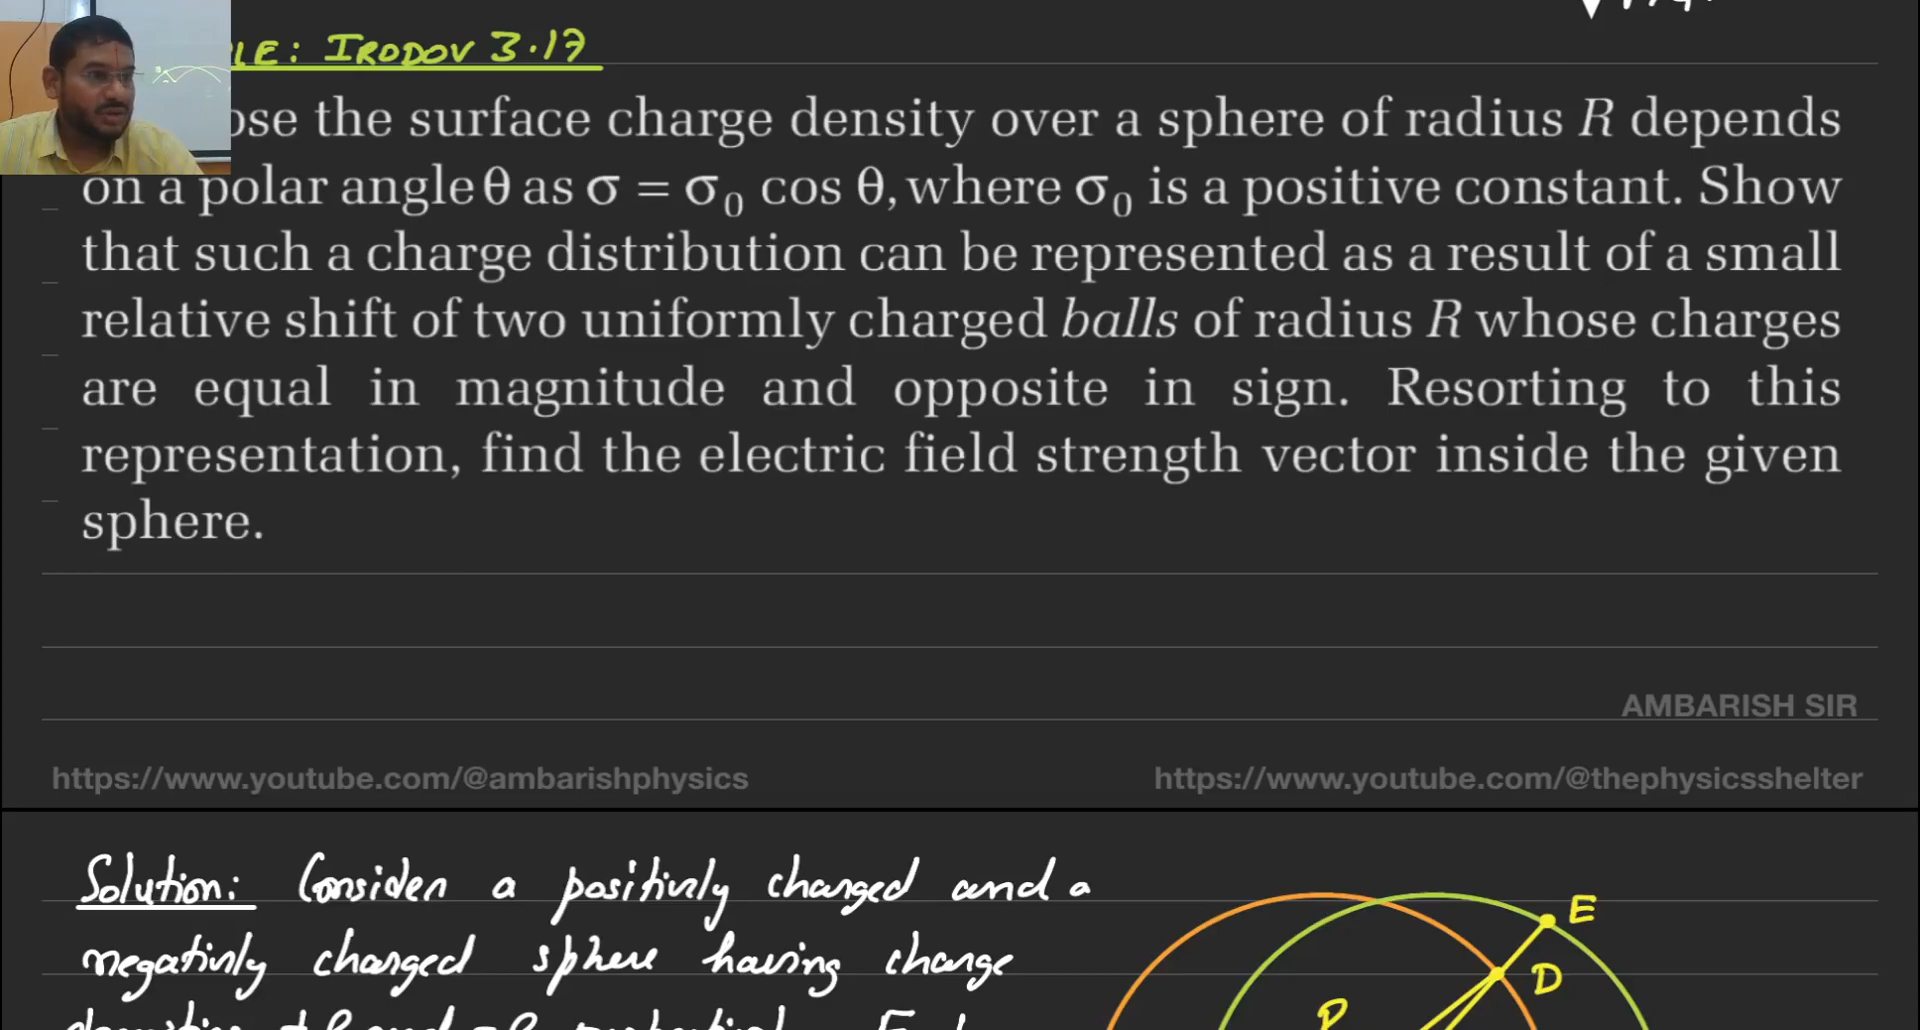 LE: IRODOV 3.17
ose the surface charge density over a sphere of radius R depends
on a polar angle θ as σ = σ₀ cos θ, where σ₀ is a positive constant. Show
that such a charge distribution can be represented as a result of a small
relative shift of two uniformly charged balls of radius R whose charges
are equal in magnitude and opposite in sign. Resorting to this
representation, find the electric field strength vector inside the given
sphere.
AMBARISH SIR
https://www.youtube.com/@ambarishphysics https://www.youtube.com/@thephysicsshelter
Solution: Consider a positivly charged and a
negativly charged sphere having charge
E
D
P